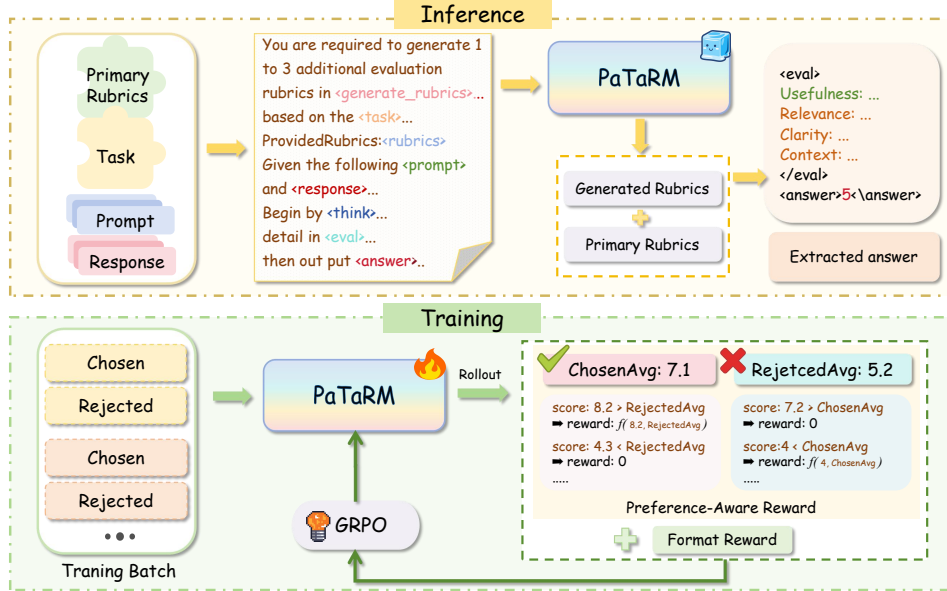 Inference
Primary
Rubrics
Task
Prompt
Response
You are required to generate 1
to 3 additional evaluation
rubrics in <generate_rubrics>...
based on the <task>...
ProvidedRubrics:<rubrics>
Given the following <prompt>
and <response>...
Begin by <think>...
detail in <eval>...
then out put <answer>..
PaTaRM
Generated Rubrics
Primary Rubrics
<eval>
Usefulness: ...
Relevance: ...
Clarity: ...
Context: ...
</eval>
<answer>5<\answer>
Extracted answer
Training
Chosen
Rejected
Chosen
Rejected
Traning Batch
PaTaRM
GRPO
Rollout
ChosenAvg: 7.1
score: 8.2 > RejectedAvg
➡ reward: f( 8.2, RejectedAvg )
score: 4.3 < RejectedAvg
➡ reward: 0
.....
RejetcedAvg: 5.2
score: 7.2 > ChosenAvg
➡ reward: 0
score:4 < ChosenAvg
➡ reward: f( 4, ChosenAvg )
.....
Preference-Aware Reward
Format Reward